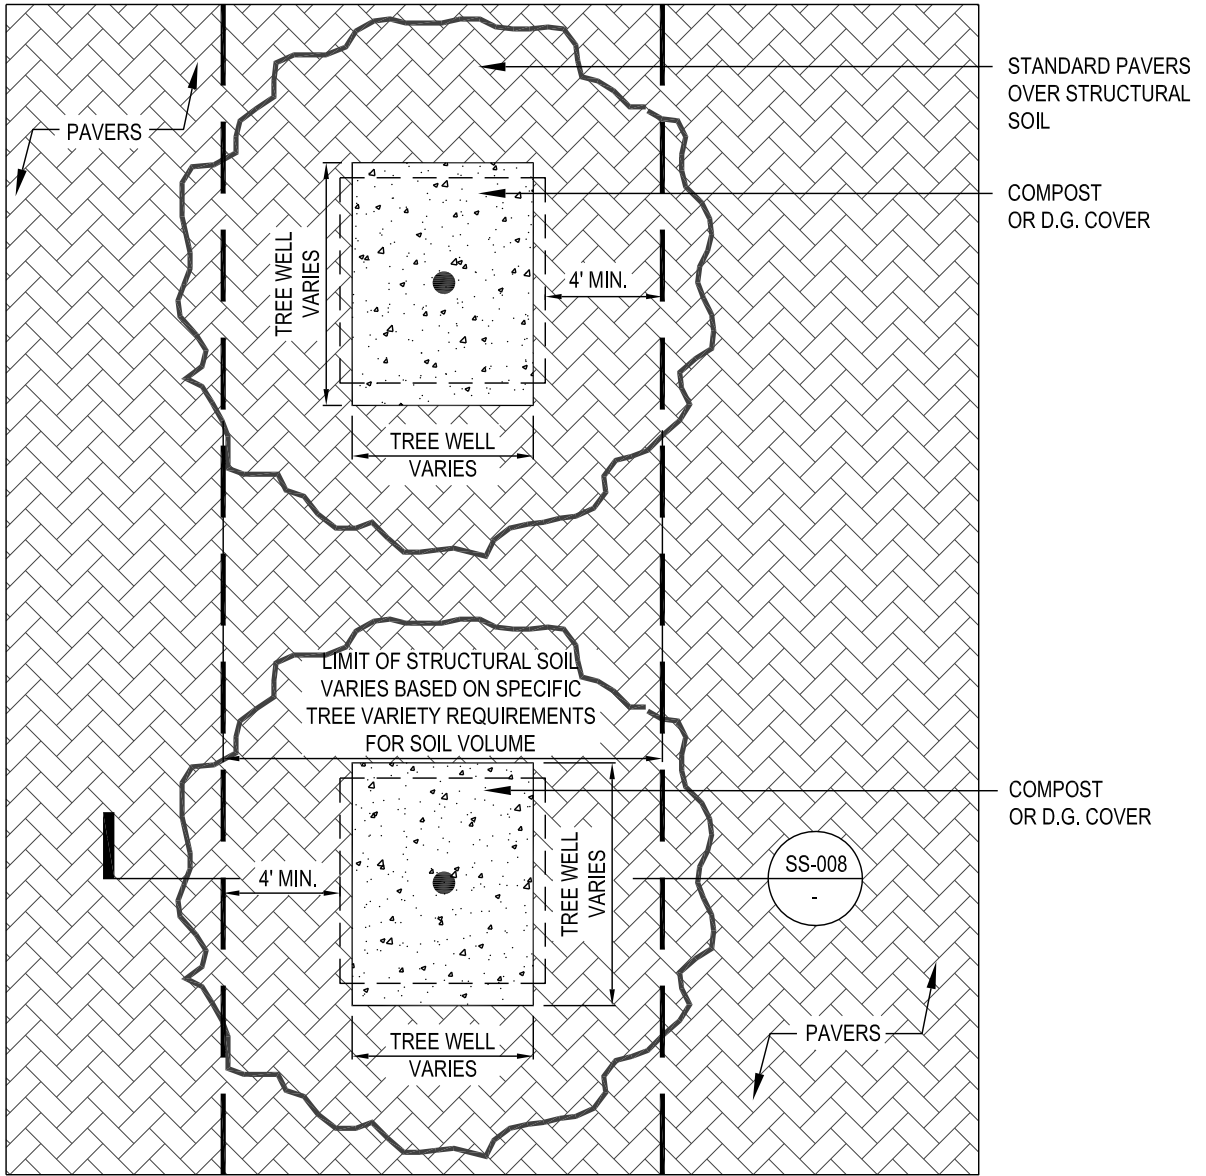 STANDARD PAVERS
OVER STRUCTURAL
SOIL
PAVERS
COMPOST
OR D.G. COVER
TREE WELL
VARIES
4' MIN.
TREE WELL
VARIES
LIMIT OF STRUCTURAL SOIL
VARIES BASED ON SPECIFIC
TREE VARIETY REQUIREMENTS
FOR SOIL VOLUME
COMPOST
OR D.G. COVER
4' MIN.
TREE WELL
VARIES
SS-008
-
PAVERS
TREE WELL
VARIES